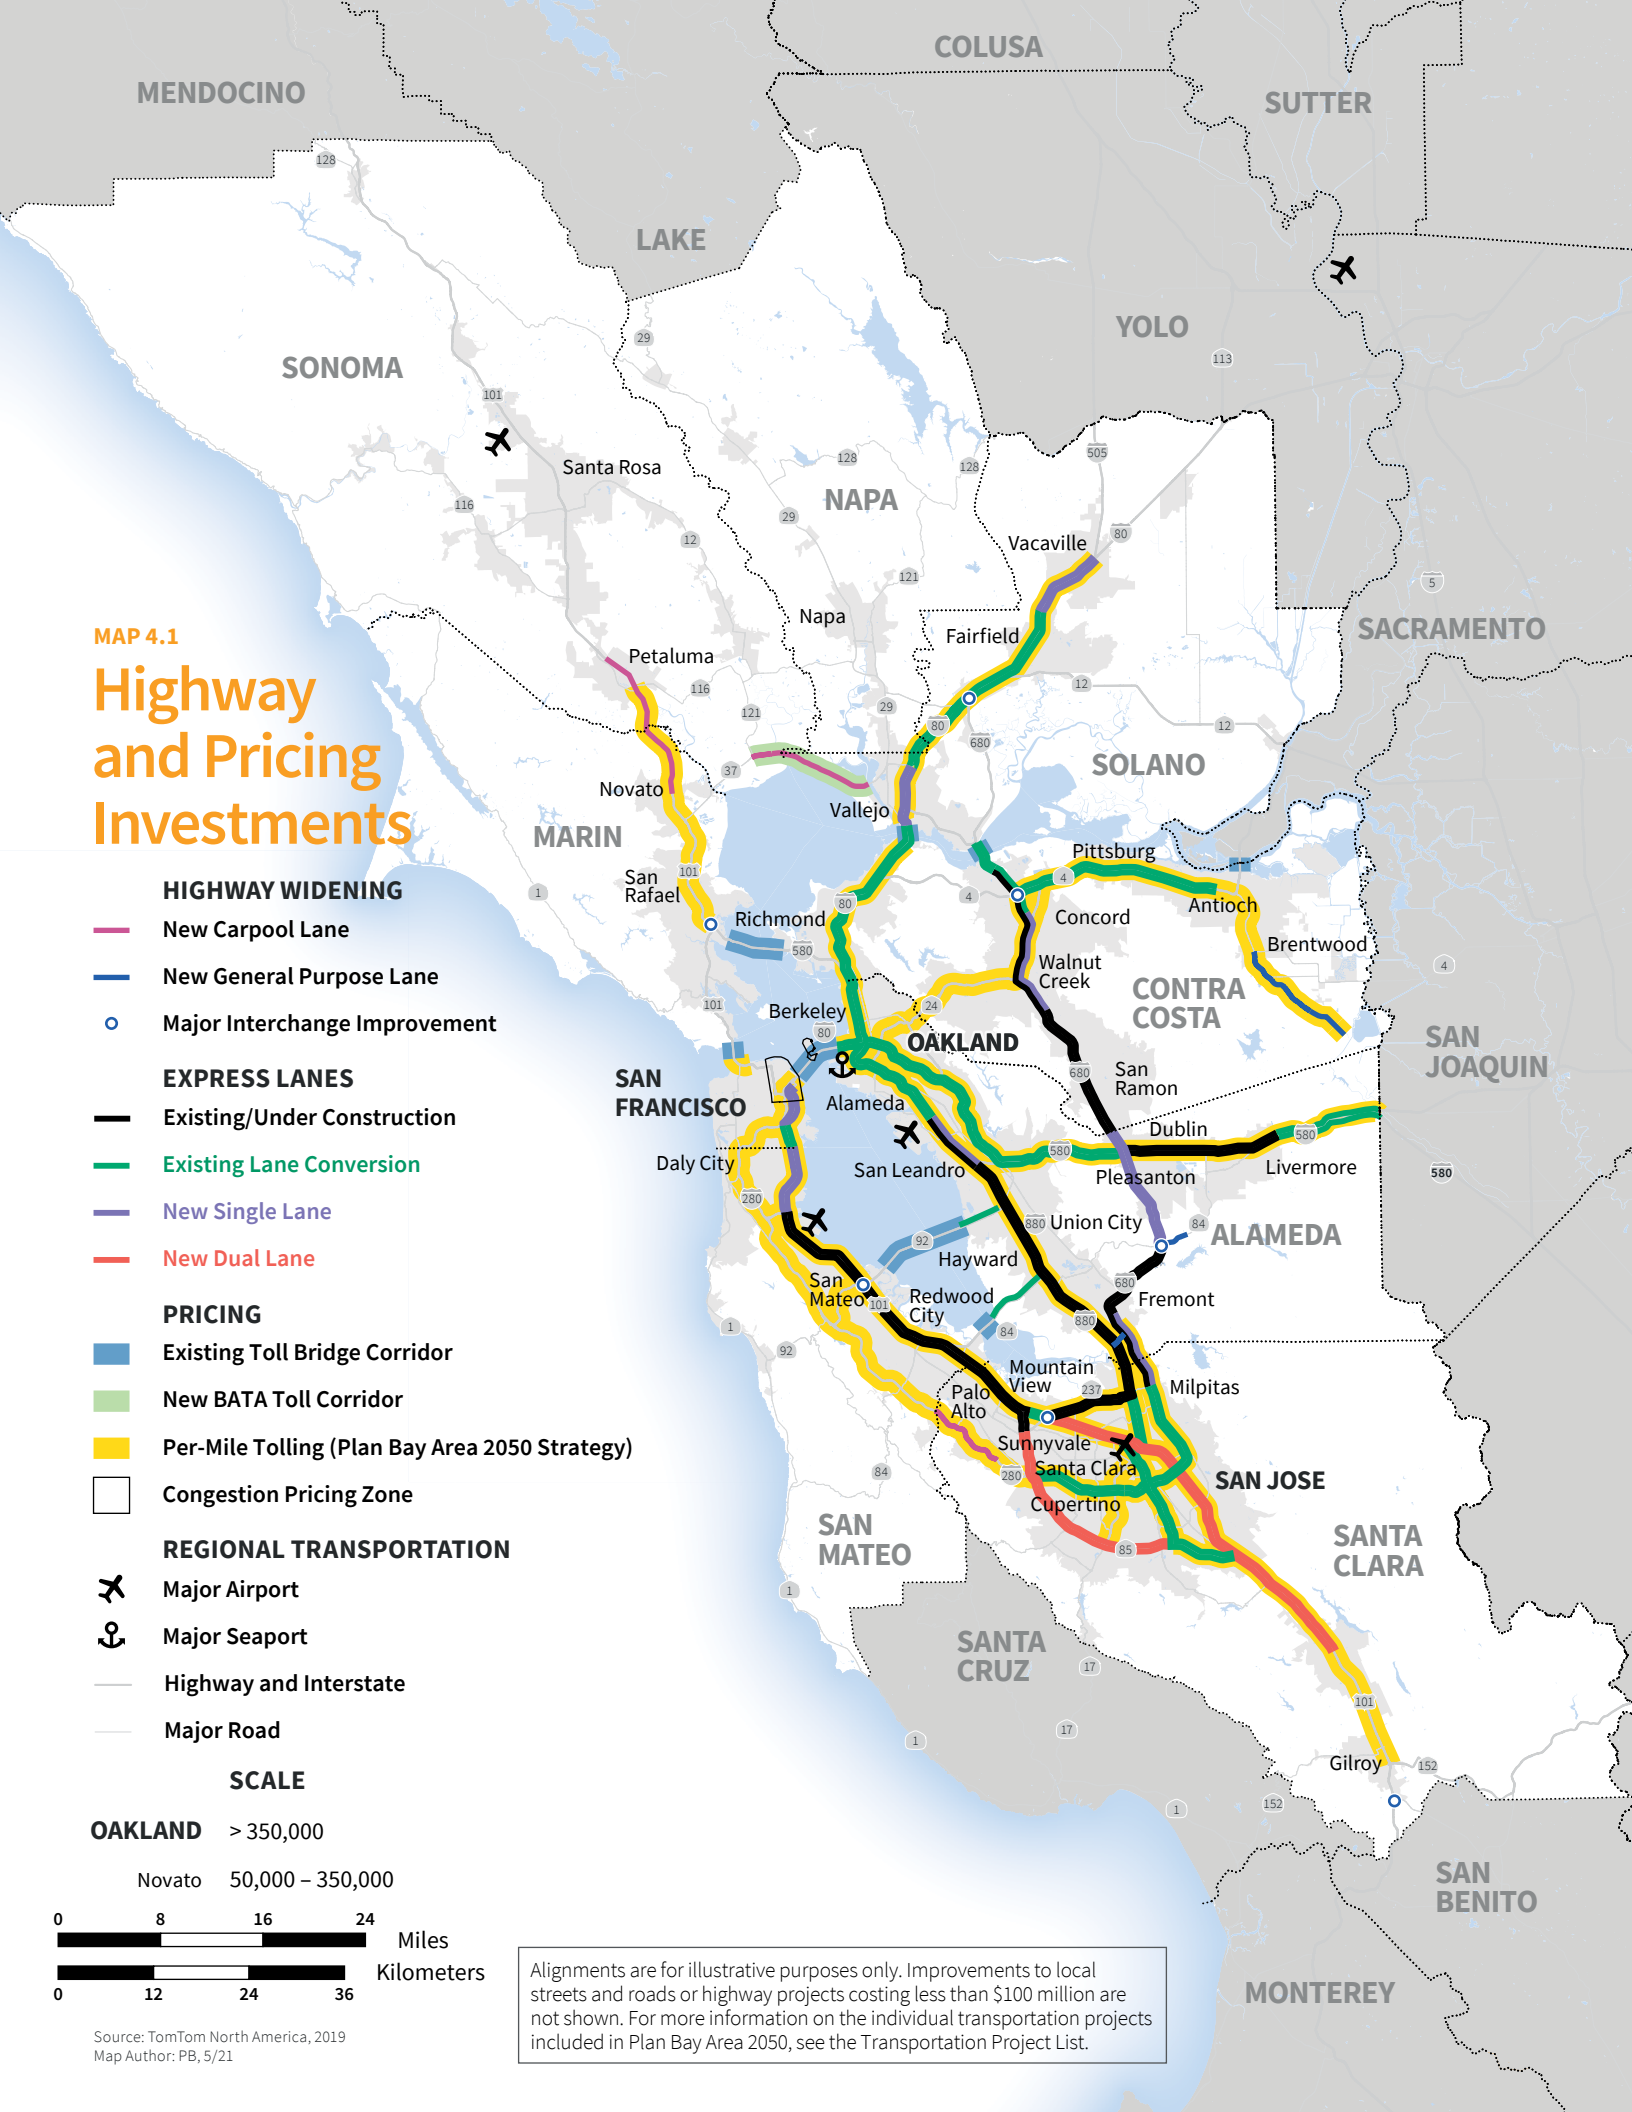 COLUSA
MENDOCINO
SUTTER
128
LAKE
YOLO
29
113
SONOMA
101
505
Santa Rosa
128
128
NAPA
116
29
80
12
Vacaville
121
5
Napa
SACRAMENTO
Fairfield
MAP 4.1
Highway
and Pricing
Investments
Petaluma
116
12
121
29
80
12
680
37
SOLANO
Novato
Vallejo
MARIN
Pittsburg
San
Rafael
101
4
1
4
80
Antioch
Concord
Richmond
580
Brentwood
Walnut
Creek
4
CONTRA
COSTA
101
24
Berkeley
80
OAKLAND
SAN
JOAQUIN
SAN
FRANCISCO
680
San
Ramon
Alameda
Dublin
580
580
Daly City
San Leandro
Pleasanton
Livermore
580
280
880
Union City
84
ALAMEDA
92
Hayward
San
Mateo
101
Redwood
City
680
Fremont
1
84
880
92
Mountain
View
237
Milpitas
Palo
Alto
Sunnyvale
84
280
Santa Clara
SAN JOSE
Cupertino
SAN
MATEO
85
SANTA
CLARA
1
SANTA
CRUZ
17
101
17
1
Gilroy
152
1
152
SAN
BENITO
MONTEREY
HIGHWAY WIDENING
New Carpool Lane
New General Purpose Lane
Major Interchange Improvement
EXPRESS LANES
Existing/Under Construction
Existing Lane Conversion
New Single Lane
New Dual Lane
PRICING
Existing Toll Bridge Corridor
New BATA Toll Corridor
Per-Mile Tolling (Plan Bay Area 2050 Strategy)
Congestion Pricing Zone
REGIONAL TRANSPORTATION
Major Airport
Major Seaport
Highway and Interstate
Major Road
SCALE
OAKLAND > 350,000
Novato 50,000 – 350,000
0 8 16 24
Miles
Kilometers
0 12 24 36
Source: TomTom North America, 2019
Map Author: PB, 5/21
Alignments are for illustrative purposes only. Improvements to local
streets and roads or highway projects costing less than $100 million are
not shown. For more information on the individual transportation projects
included in Plan Bay Area 2050, see the Transportation Project List.